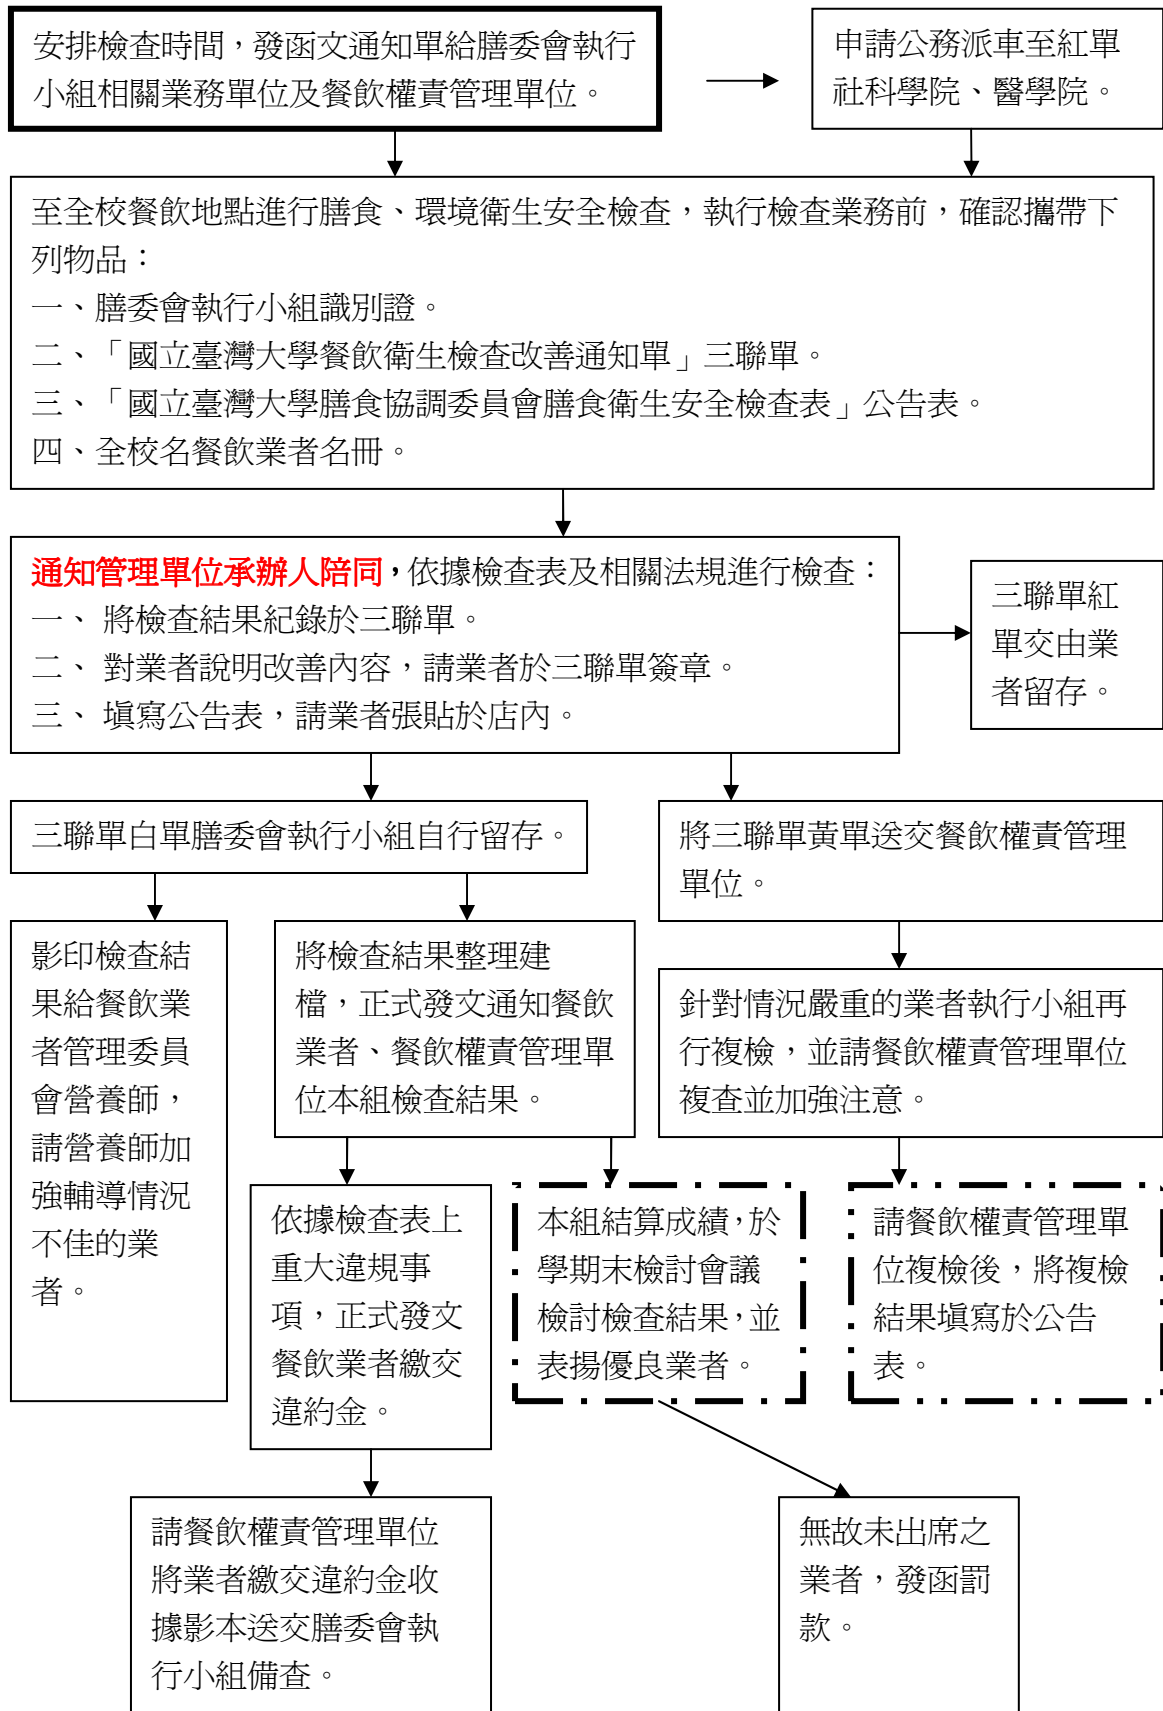 安排檢查時間，發函文通知單給膳委會執行
小組相關業務單位及餐飲權責管理單位。
申請公務派車至紅單
社科學院、醫學院。
至全校餐飲地點進行膳食、環境衛生安全檢查，執行檢查業務前，確認攜帶下
列物品：
一、膳委會執行小組識別證。
二、「國立臺灣大學餐飲衛生檢查改善通知單」三聯單。
三、「國立臺灣大學膳食協調委員會膳食衛生安全檢查表」公告表。
四、全校名餐飲業者名冊。
通知管理單位承辦人陪同，依據檢查表及相關法規進行檢查：
一、 將檢查結果紀錄於三聯單。
二、 對業者說明改善內容，請業者於三聯單簽章。
三、 填寫公告表，請業者張貼於店內。
三聯單紅
單交由業
者留存。
三聯單白單膳委會執行小組自行留存。
將三聯單黃單送交餐飲權責管理
單位。
影印檢查結
果給餐飲業
者管理委員
會營養師，
請營養師加
強輔導情況
不佳的業
者。
將檢查結果整理建
檔，正式發文通知餐飲
業者、餐飲權責管理單
位本組檢查結果。
針對情況嚴重的業者執行小組再
行複檢，並請餐飲權責管理單位
複查並加強注意。
依據檢查表上
重大違規事
項，正式發文
餐飲業者繳交
違約金。
本組結算成績，於
學期末檢討會議
檢討檢查結果，並
表揚優良業者。
請餐飲權責管理單
位複檢後，將複檢
結果填寫於公告
表。
請餐飲權責管理單位
將業者繳交違約金收
據影本送交膳委會執
行小組備查。
無故未出席之
業者，發函罰
款。